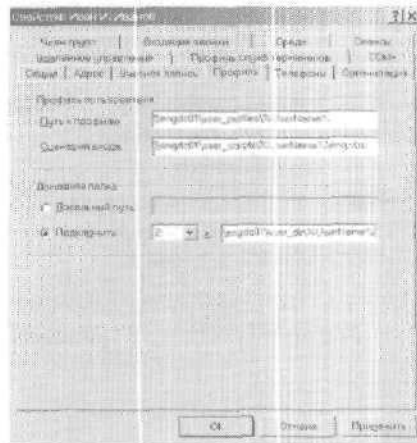 Свойства: Иван И. Иванов
Член групп Входящие звонки Среда Сеансы
Удаленное управление Профиль служб терминалов COM+
Общие Адрес Учетная запись Профиль Телефоны Организация
Профиль пользователя
Путь к профилю:
Сценарий входа:
Домашняя папка
Локальный путь:
Подключить к
OK Отмена Применить